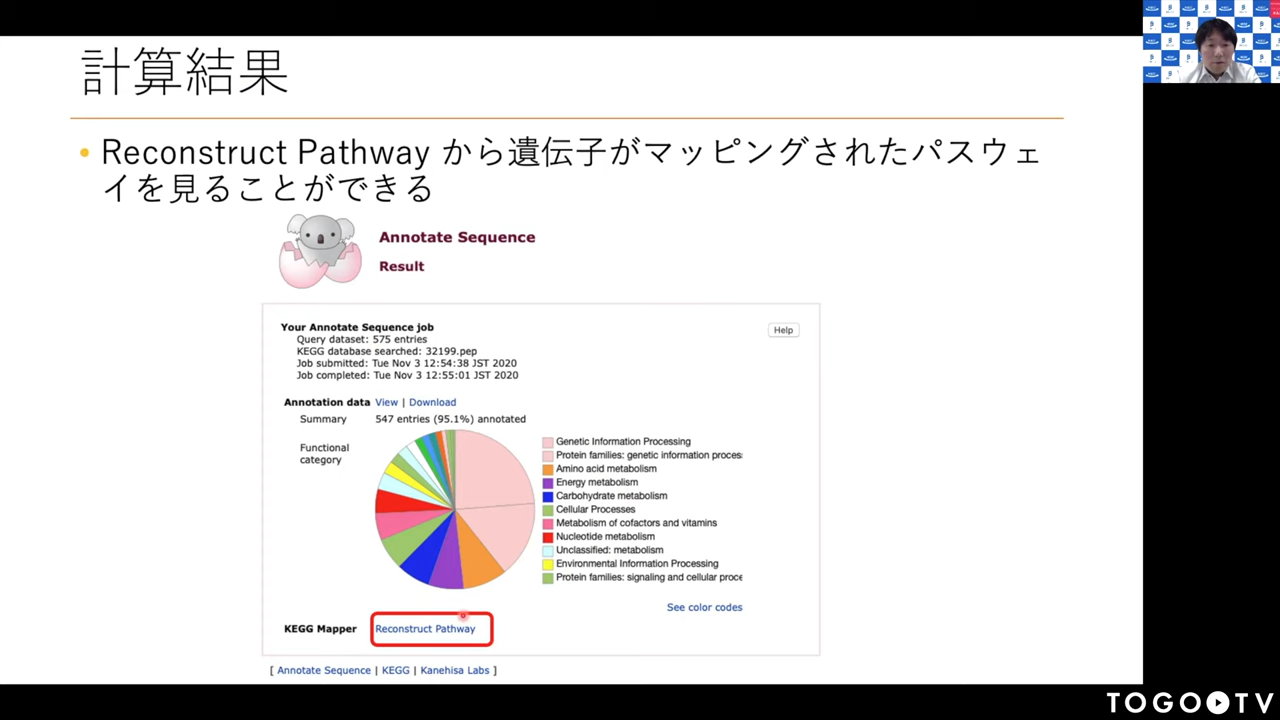 計算結果
• Reconstruct Pathway から遺伝子がマッピングされたパスウェ
イを見ることができる
Annotate Sequence
Result
Your Annotate Sequence job
Help
Query dataset: 575 entries
KEGG database searched: 32199.pep
Job submitted: Tue Nov 3 12:54:38 JST 2020
Job completed: Tue Nov 3 12:55:01 JST 2020
Annotation data View | Download
Summary 547 entries (95.1%) annotated
Functional
category
Genetic Information Processing
Protein families: genetic information proces
Amino acid metabolism
Energy metabolism
Carbohydrate metabolism
Cellular Processes
Metabolism of cofactors and vitamins
Nucleotide metabolism
Unclassified: metabolism
Environmental Information Processing
Protein families: signaling and cellular proce
See color codes
KEGG Mapper Reconstruct Pathway
[ Annotate Sequence | KEGG | Kanehisa Labs ]
TOGO TV